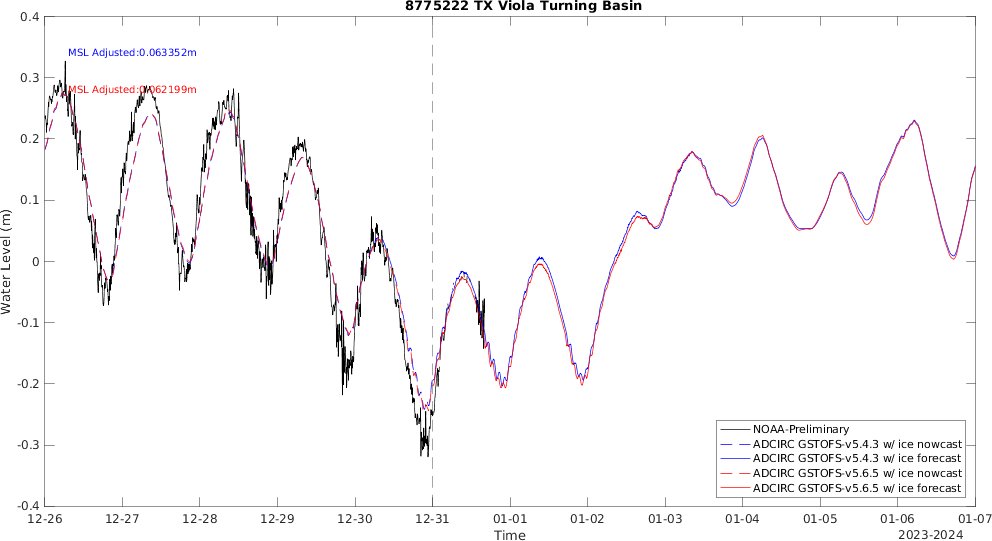 8775222 TX Viola Turning Basin
MSL Adjusted:0.063352m
MSL Adjusted:0.062199m
Water Level (m)
0.4
0.3
0.2
0.1
0
-0.1
-0.2
-0.3
-0.4
NOAA-Preliminary
ADCIRC GSTOFS-v5.4.3 w/ ice nowcast
ADCIRC GSTOFS-v5.4.3 w/ ice forecast
ADCIRC GSTOFS-v5.6.5 w/ ice nowcast
ADCIRC GSTOFS-v5.6.5 w/ ice forecast
12-26 12-27 12-28 12-29 12-30 12-31 01-01 01-02 01-03 01-04 01-05 01-06 01-07
Time
2023-2024